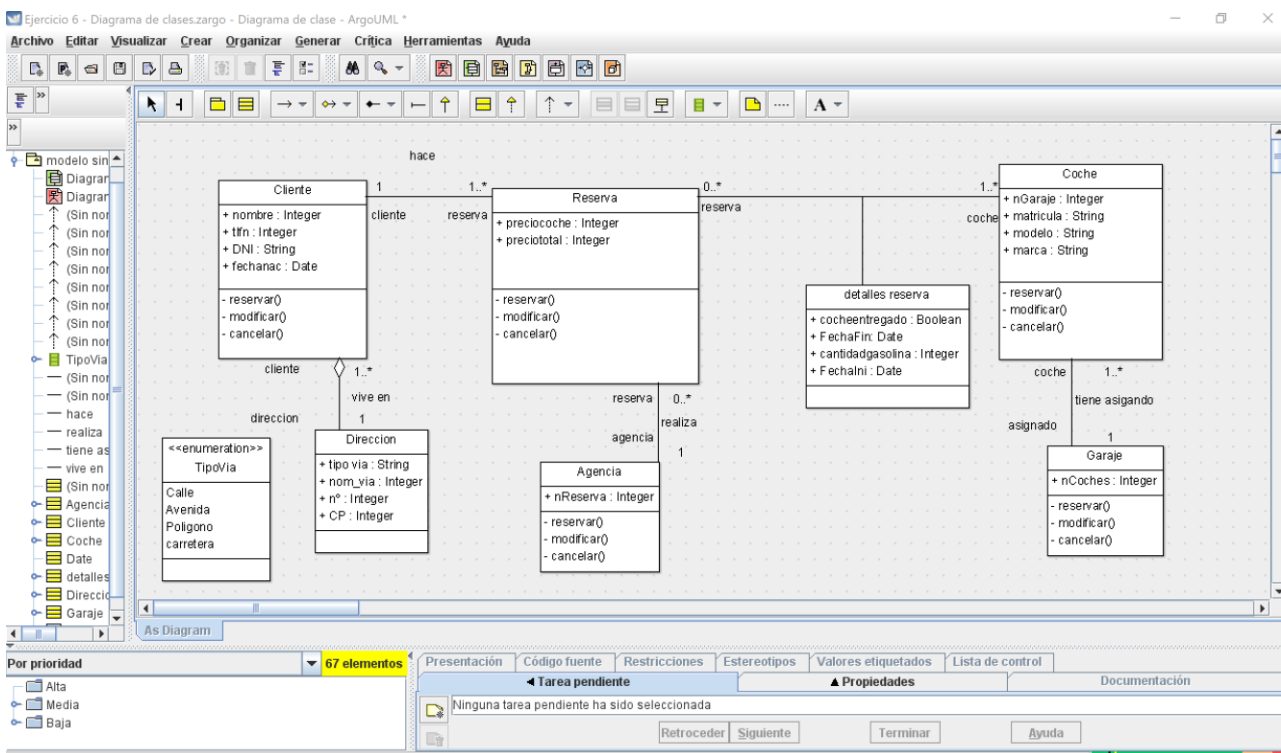 Ejercicio 6 - Diagrama de clases.zargo - Diagrama de clase - ArgoUML *
Archivo Editar Visualizar Crear Organizar Generar Crítica Herramientas Ayuda
»
A
»
modelo sin
Diagran
Diagran
(Sin nor
(Sin nor
(Sin nor
(Sin nor
(Sin nor
(Sin nor
(Sin nor
(Sin nor
TipoVia
(Sin nor
(Sin nor
hace
realiza
tiene as
vive en
(Sin nor
Agencia
Cliente
Coche
Date
detalles
Direccio
Garaje
hace
Cliente
+ nombre : Integer
+ tlfn : Integer
+ DNI : String
+ fechanac : Date
- reservar()
- modificar()
- cancelar()
1
1..*
cliente
reserva
Reserva
+ preciocoche : Integer
+ preciototal : Integer
- reservar()
- modificar()
- cancelar()
0..*
1..*
reserva
coche
Coche
+ nGaraje : Integer
+ matricula : String
+ modelo : String
+ marca : String
- reservar()
- modificar()
- cancelar()
detalles reserva
+ cocheentregado : Boolean
+ FechaFin: Date
+ cantidadgasolina : Integer
+ FechaIni : Date
cliente
1..*
vive en
direccion
1
<<enumeration>>
TipoVia
Calle
Avenida
Poligono
carretera
Direccion
+ tipo via : String
+ nom_via : Integer
+ nº : Integer
+ CP : Integer
reserva
0..*
realiza
agencia
1
Agencia
+ nReserva : Integer
- reservar()
- modificar()
- cancelar()
coche
1..*
tiene asigando
asignado
1
Garaje
+ nCoches : Integer
- reservar()
- modificar()
- cancelar()
As Diagram
Por prioridad
67 elementos
Alta
Media
Baja
Presentación Código fuente Restricciones Estereotipos Valores etiquetados Lista de control
Tarea pendiente Propiedades Documentación
Ninguna tarea pendiente ha sido seleccionada
Retroceder Siguiente Terminar Ayuda